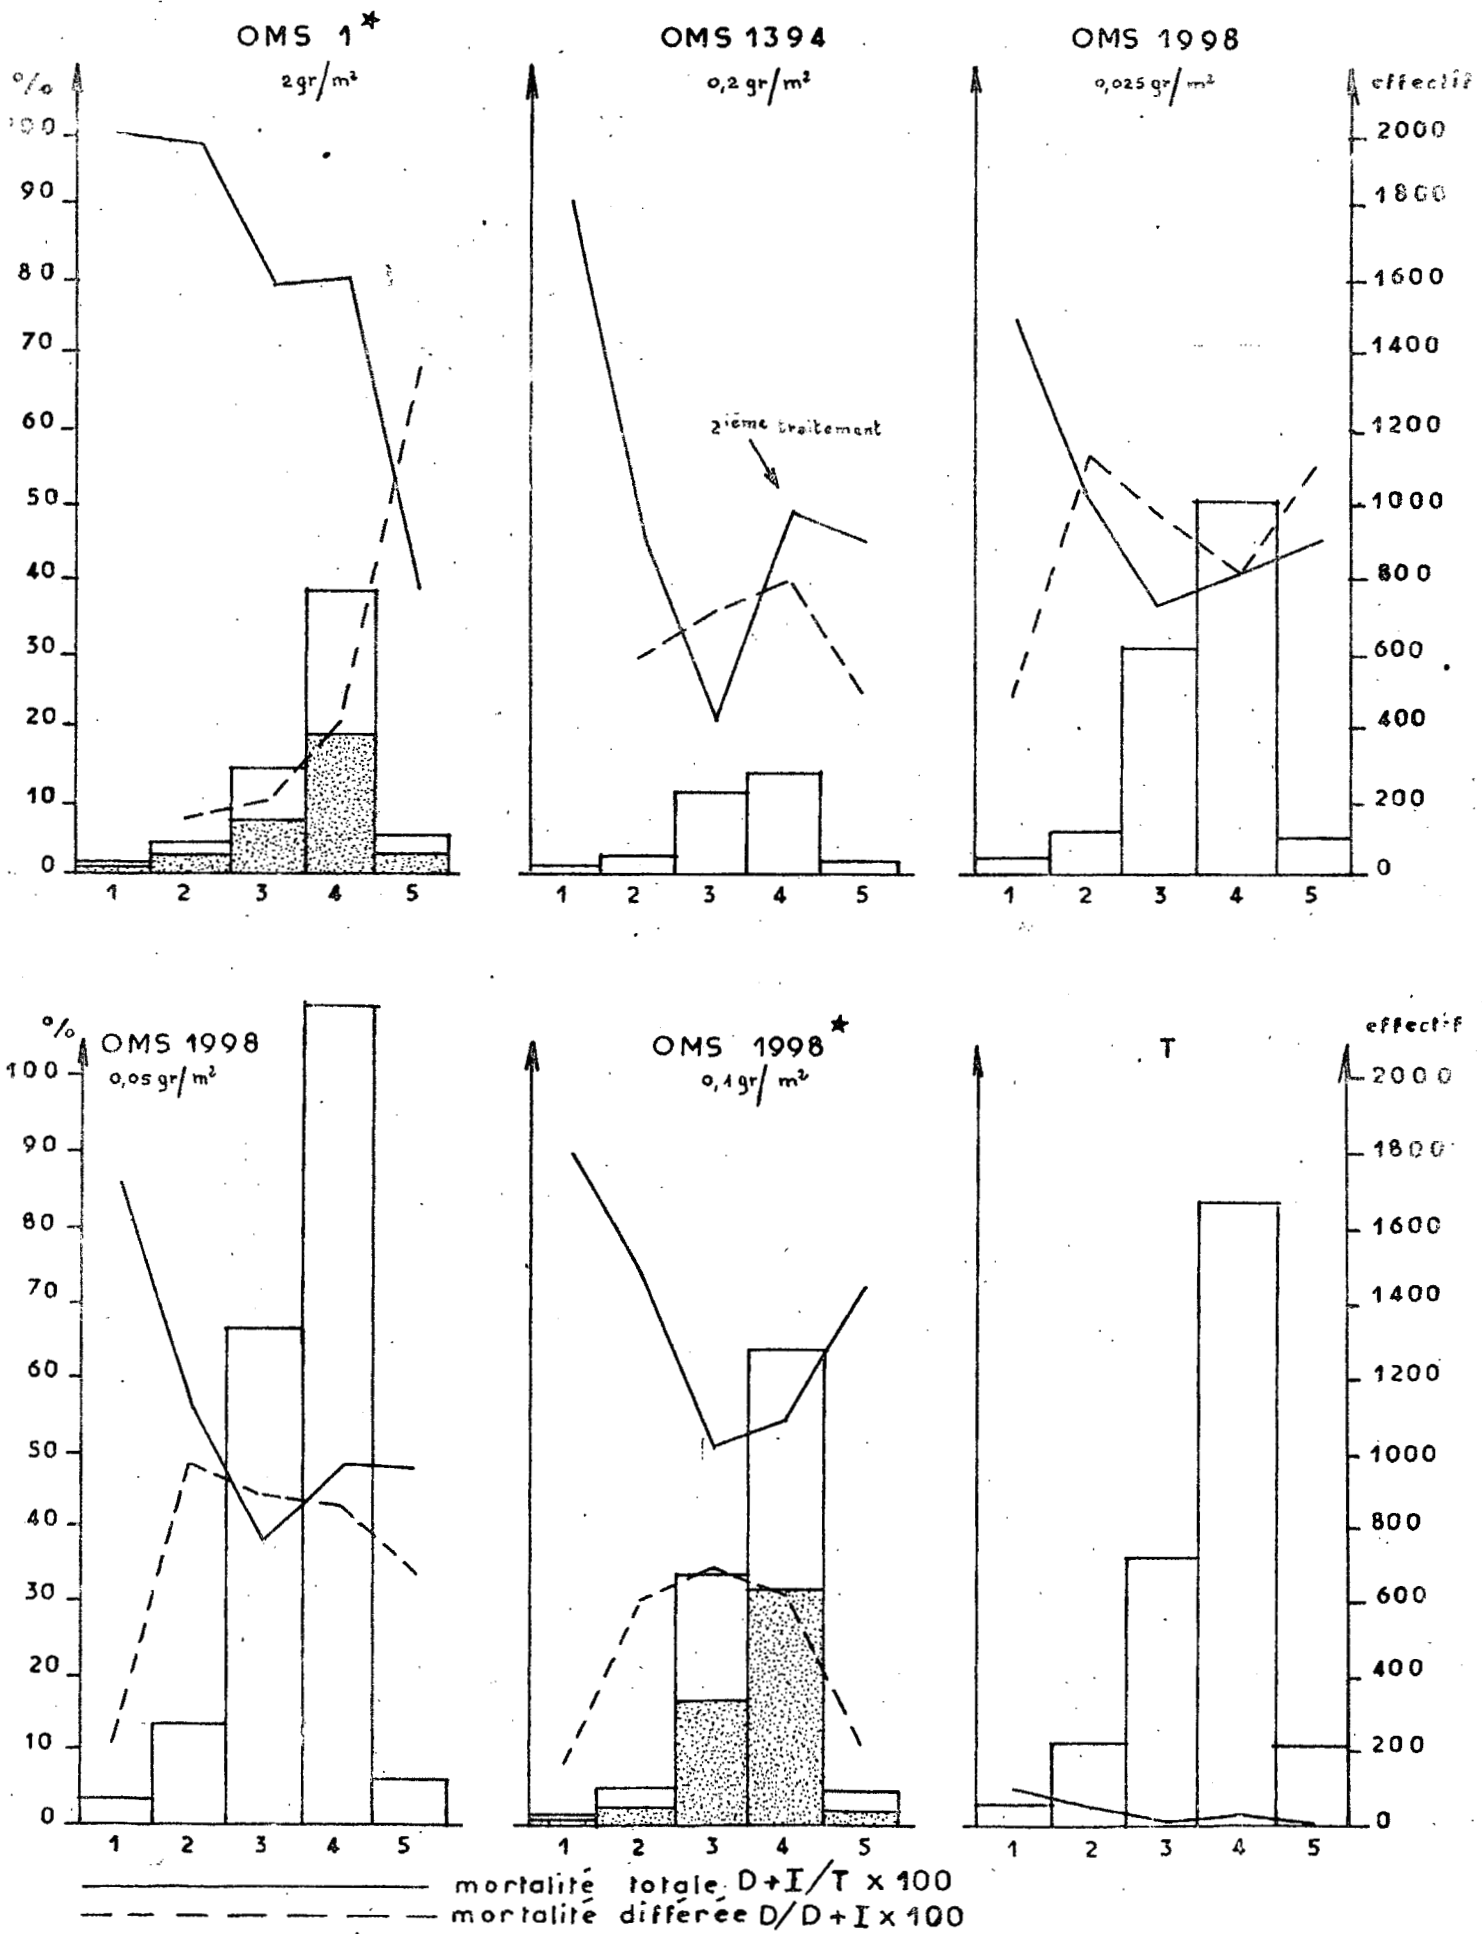 OMS 1★
2 gr/m²
%
100
90
80
70
60
50
40
30
20
10
0
1 2 3 4 5
OMS 1394
0,2 gr/m²
2ième traitement
1 2 3 4 5
OMS 1998
0,025 gr/m²
effectif
2000
1800
1600
1400
1200
1000
800
600
400
200
0
1 2 3 4 5
%
OMS 1998
0,05 gr/m²
100
90
80
70
60
50
40
30
20
10
0
1 2 3 4 5
OMS 1998★
0,1 gr/m²
1 2 3 4 5
T
effectif
2000
1800
1600
1400
1200
1000
800
600
400
200
0
1 2 3 4 5
mortalité totale D+I/T x 100
mortalité différée D/D+I x 100